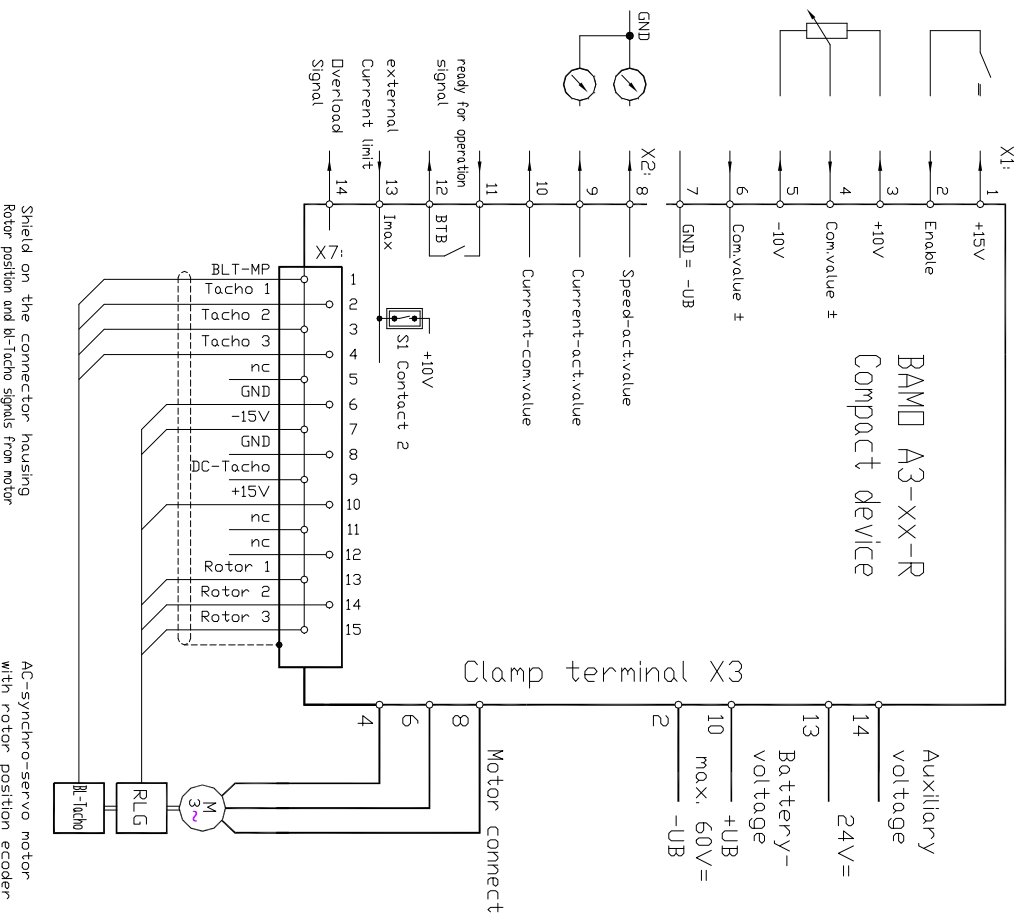 X1:
1
2
3
4
5
6
7
+15V
Enable
+10V
Com.value ±
-10V
Com.value ±
GND = -UB
GND
X2:
8
9
10
11
12
13
14
Speed-act.value
Current-act.value
Current-com.value
ready for operation
signal
BTB
external
Current limit
Imax
Overload
Signal
+10V
S1 Contact 2
BAMO A3-xx-R
Compact device
X7:
BLT-MP 1
Tacho 1 2
Tacho 2 3
Tacho 3 4
nc 5
GND 6
-15V 7
GND 8
DC-Tacho 9
+15V 10
nc 11
nc 12
Rotor 1 13
Rotor 2 14
Rotor 3 15
Shield on the connector housing
Rotor position and bl-Tacho signals from motor
Clamp terminal X3
4
6
8
2
10
13
14
Auxiliary
voltage
24V=
Battery-
voltage
+UB
max. 60V=
-UB
Motor connect
M
3~
RLG
BL-Tacho
AC-synchro-servo motor
with rotor position ecoder